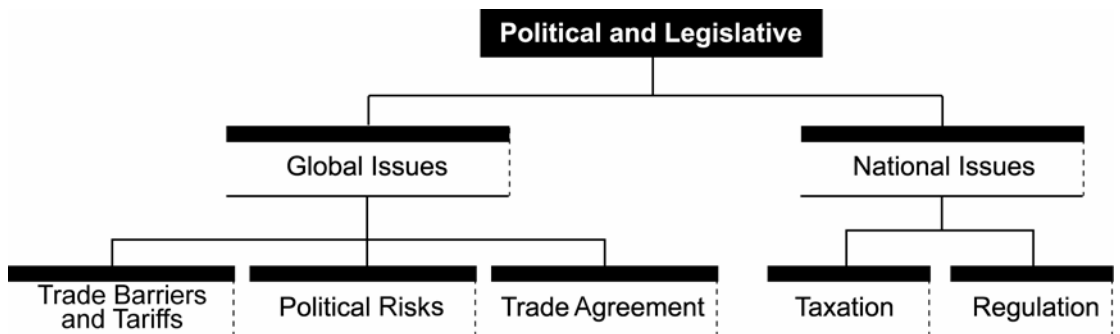 Political and Legislative
Global Issues
National Issues
Trade Barriers
and Tariffs
Political Risks
Trade Agreement
Taxation
Regulation